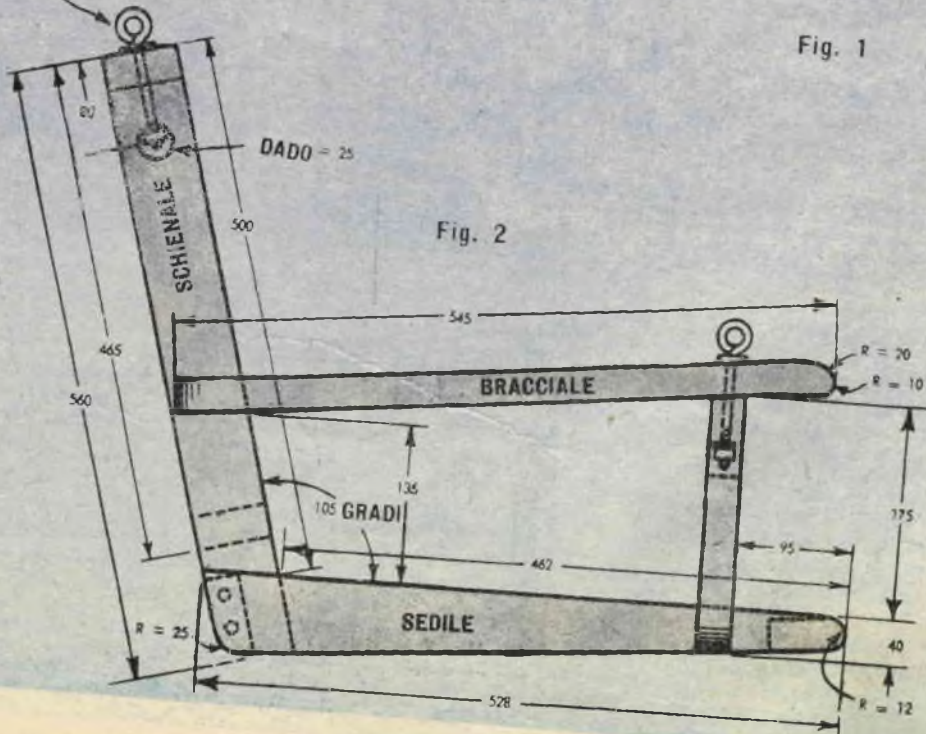 Fig. 1
DADO = 25
SCHIENALE
500
Fig. 2
545
465
560
R = 20
R = 10
BRACCIALE
135
105 GRADI
175
95
462
SEDILE
40
R = 25
528
R = 12